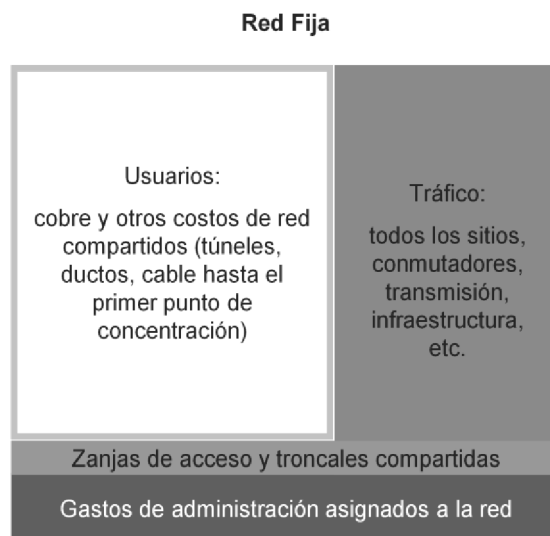 Red Fija
Usuarios:
cobre y otros costos de red
compartidos (túneles,
ductos, cable hasta el
primer punto de
concentración)
Tráfico:
todos los sitios,
conmutadores,
transmisión,
infraestructura,
etc.
Zanjas de acceso y troncales compartidas
Gastos de administración asignados a la red